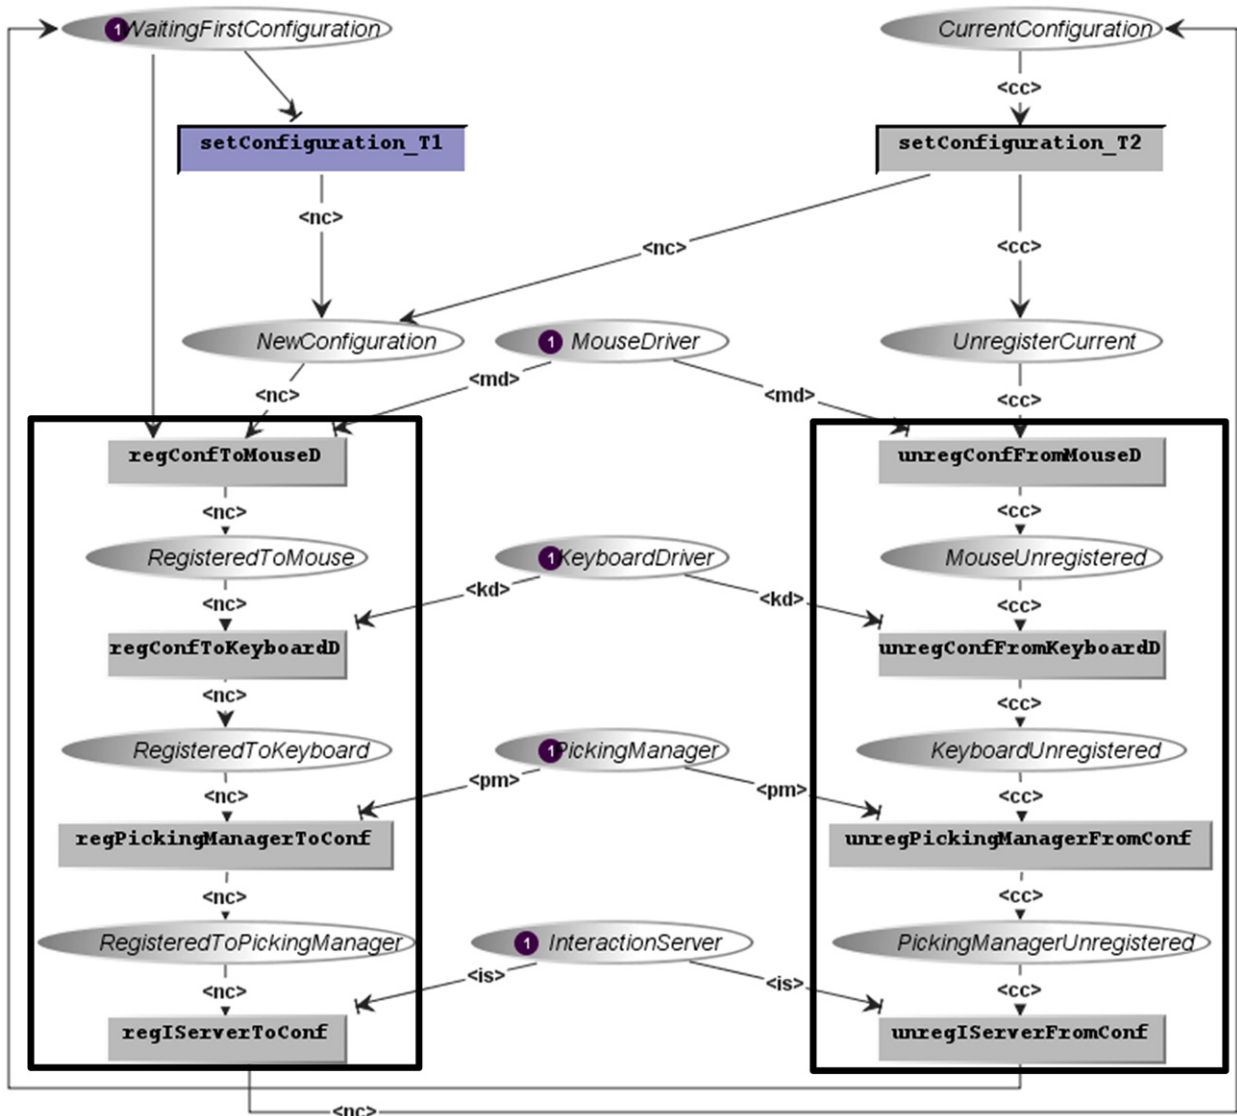 1 WaitingFirstConfiguration
CurrentConfiguration
<cc>
setConfiguration_T1
setConfiguration_T2
<nc>
<nc>
<cc>
NewConfiguration
1 MouseDriver
UnregisterCurrent
<nc>
<md>
<md>
<cc>
regConfToMouseD
unregConfFromMouseD
<nc>
<cc>
RegisteredToMouse
1 KeyboardDriver
MouseUnregistered
<nc>
<kd>
<kd>
<cc>
regConfToKeyboardD
unregConfFromKeyboardD
<nc>
<cc>
RegisteredToKeyboard
1 PickingManager
KeyboardUnregistered
<nc>
<pm>
<pm>
<cc>
regPickingManagerToConf
unregPickingManagerFromConf
<nc>
<cc>
RegisteredToPickingManager
1 InteractionServer
PickingManagerUnregistered
<nc>
<is>
<is>
<cc>
regIServerToConf
unregIServerFromConf
<nc>